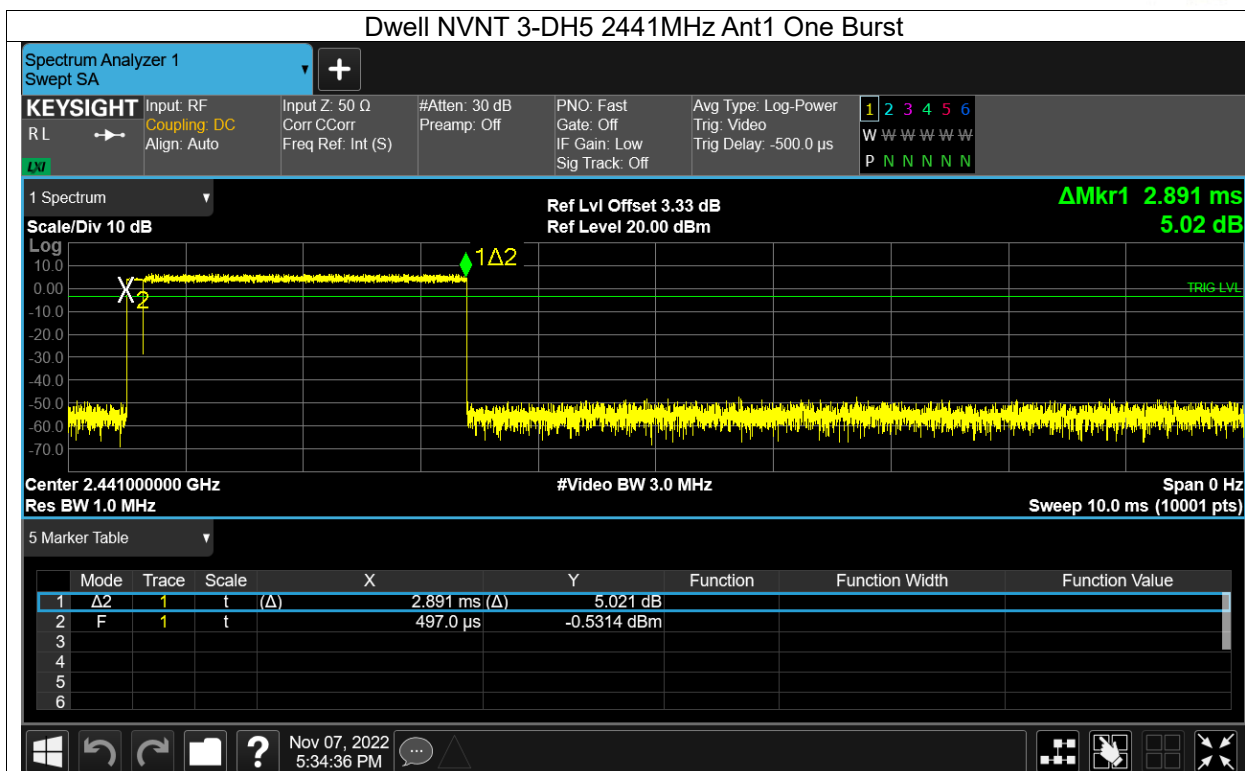 Dwell NVNT 3-DH5 2441MHz Ant1 One Burst
Spectrum Analyzer 1
Swept SA
KEYSIGHT Input: RF Input Z: 50 Ω #Atten: 30 dB PNO: Fast Avg Type: Log-Power 1 2 3 4 5 6
R L Coupling: DC Corr CCorr Preamp: Off Gate: Off Trig: Video W W W W W W
Align: Auto Freq Ref: Int (S) IF Gain: Low Trig Delay: -500.0 µs
LXI Sig Track: Off P N N N N N
1 Spectrum Ref Lvl Offset 3.33 dB ΔMkr1 2.891 ms
Scale/Div 10 dB Ref Level 20.00 dBm 5.02 dB
Log
1Δ2
10.0
0.00 X2 TRIG LVL
-10.0
-20.0
-30.0
-40.0
-50.0
-60.0
-70.0
Center 2.441000000 GHz #Video BW 3.0 MHz Span 0 Hz
Res BW 1.0 MHz Sweep 10.0 ms (10001 pts)
5 Marker Table
Mode Trace Scale X Y Function Function Width Function Value
1 Δ2 1 t (Δ) 2.891 ms (Δ) 5.021 dB
2 F 1 t 497.0 µs -0.5314 dBm
3
4
5
6
? Nov 07, 2022
5:34:36 PM